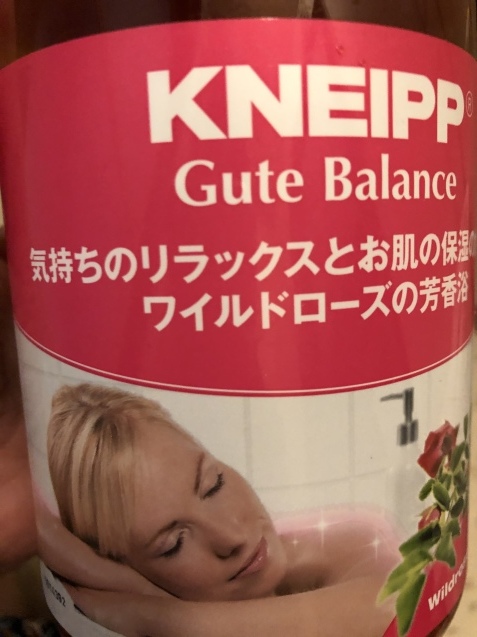 KNEIPP®
Gute Balance
気持ちのリラックスとお肌の保湿の
ワイルドローズの芳香浴